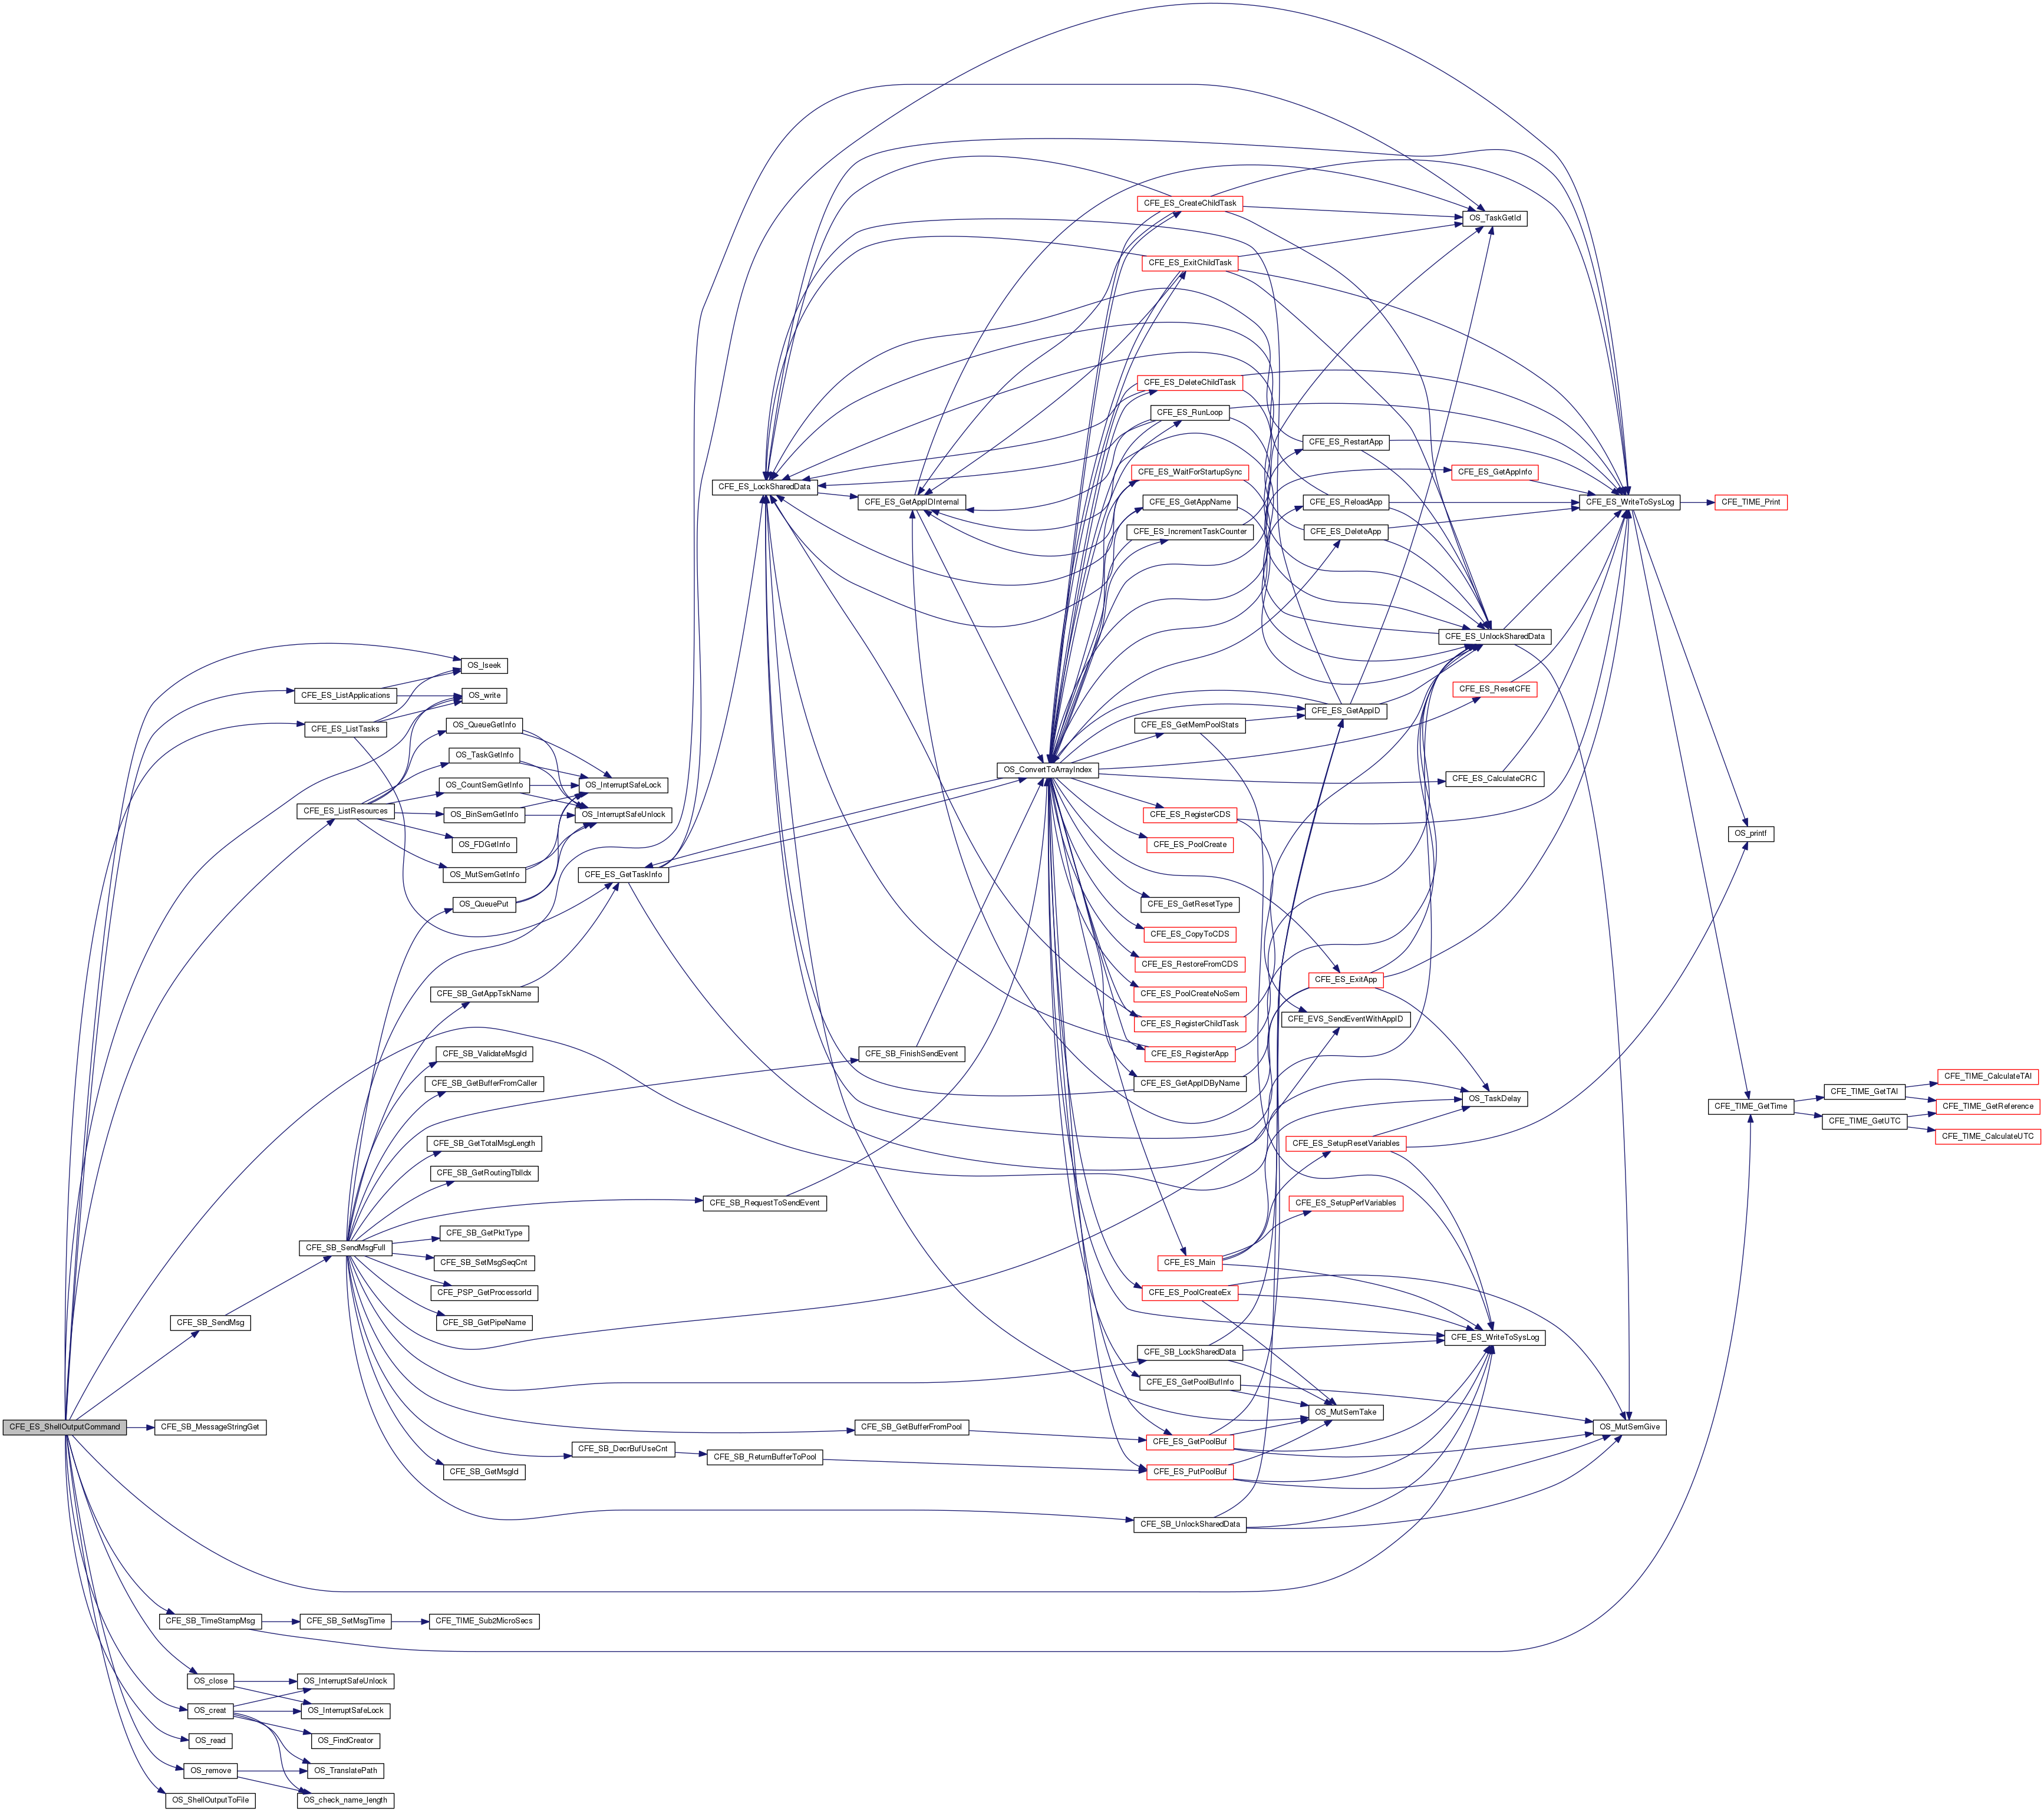 CFE_ES_CreateChildTask
OS_TaskGetId
CFE_ES_ExitChildTask
CFE_ES_DeleteChildTask
CFE_ES_RunLoop
CFE_ES_RestartApp
CFE_ES_WaitForStartupSync
CFE_ES_GetAppInfo
CFE_ES_LockSharedData
CFE_ES_GetAppIDInternal
CFE_ES_GetAppName
CFE_ES_ReloadApp
CFE_ES_WriteToSysLog
CFE_TIME_Print
CFE_ES_IncrementTaskCounter
CFE_ES_DeleteApp
CFE_ES_UnlockSharedData
OS_lseek
CFE_ES_ListApplications
OS_write
CFE_ES_ResetCFE
CFE_ES_GetAppID
OS_QueueGetInfo
CFE_ES_ListTasks
CFE_ES_GetMemPoolStats
OS_TaskGetInfo
OS_ConvertToArrayIndex
CFE_ES_CalculateCRC
OS_CountSemGetInfo
OS_InterruptSafeLock
CFE_ES_ListResources
OS_BinSemGetInfo
OS_InterruptSafeUnlock
CFE_ES_RegisterCDS
OS_printf
OS_FDGetInfo
CFE_ES_PoolCreate
OS_MutSemGetInfo
CFE_ES_GetTaskInfo
OS_QueuePut
CFE_ES_GetResetType
CFE_ES_CopyToCDS
CFE_ES_RestoreFromCDS
CFE_ES_ExitApp
CFE_SB_GetAppTskName
CFE_ES_PoolCreateNoSem
CFE_ES_RegisterChildTask
CFE_EVS_SendEventWithAppID
CFE_SB_ValidateMsgId
CFE_SB_FinishSendEvent
CFE_ES_RegisterApp
CFE_SB_GetBufferFromCaller
CFE_ES_GetAppIDByName
CFE_TIME_CalculateTAI
CFE_TIME_GetTAI
OS_TaskDelay
CFE_TIME_GetTime
CFE_TIME_GetReference
CFE_TIME_GetUTC
CFE_TIME_CalculateUTC
CFE_SB_GetTotalMsgLength
CFE_ES_SetupResetVariables
CFE_SB_GetRoutingTblIdx
CFE_SB_RequestToSendEvent
CFE_ES_SetupPerfVariables
CFE_SB_GetPktType
CFE_SB_SendMsgFull
CFE_SB_SetMsgSeqCnt
CFE_ES_Main
CFE_PSP_GetProcessorId
CFE_ES_PoolCreateEx
CFE_SB_SendMsg
CFE_SB_GetPipeName
CFE_ES_WriteToSysLog
CFE_SB_LockSharedData
CFE_ES_GetPoolBufInfo
OS_MutSemTake
CFE_ES_ShellOutputCommand
CFE_SB_MessageStringGet
CFE_SB_GetBufferFromPool
OS_MutSemGive
CFE_ES_GetPoolBuf
CFE_SB_DecrBufUseCnt
CFE_SB_ReturnBufferToPool
CFE_SB_GetMsgId
CFE_ES_PutPoolBuf
CFE_SB_UnlockSharedData
CFE_SB_TimeStampMsg
CFE_SB_SetMsgTime
CFE_TIME_Sub2MicroSecs
OS_close
OS_InterruptSafeUnlock
OS_creat
OS_InterruptSafeLock
OS_read
OS_FindCreator
OS_remove
OS_TranslatePath
OS_ShellOutputToFile
OS_check_name_length